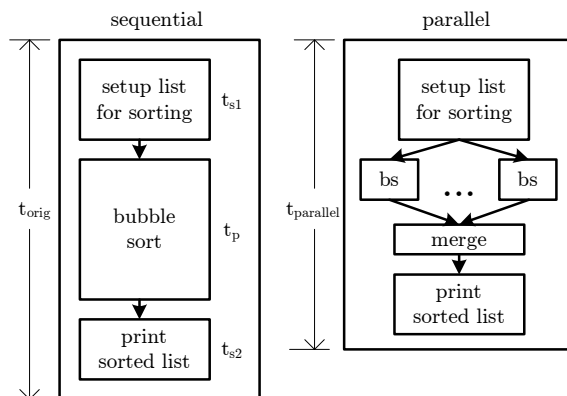 sequential
parallel
setup list
for sorting
t_s1
bubble
sort
t_p
t_orig
print
sorted list
t_s2
setup list
for sorting
bs
...
bs
t_parallel
merge
print
sorted list